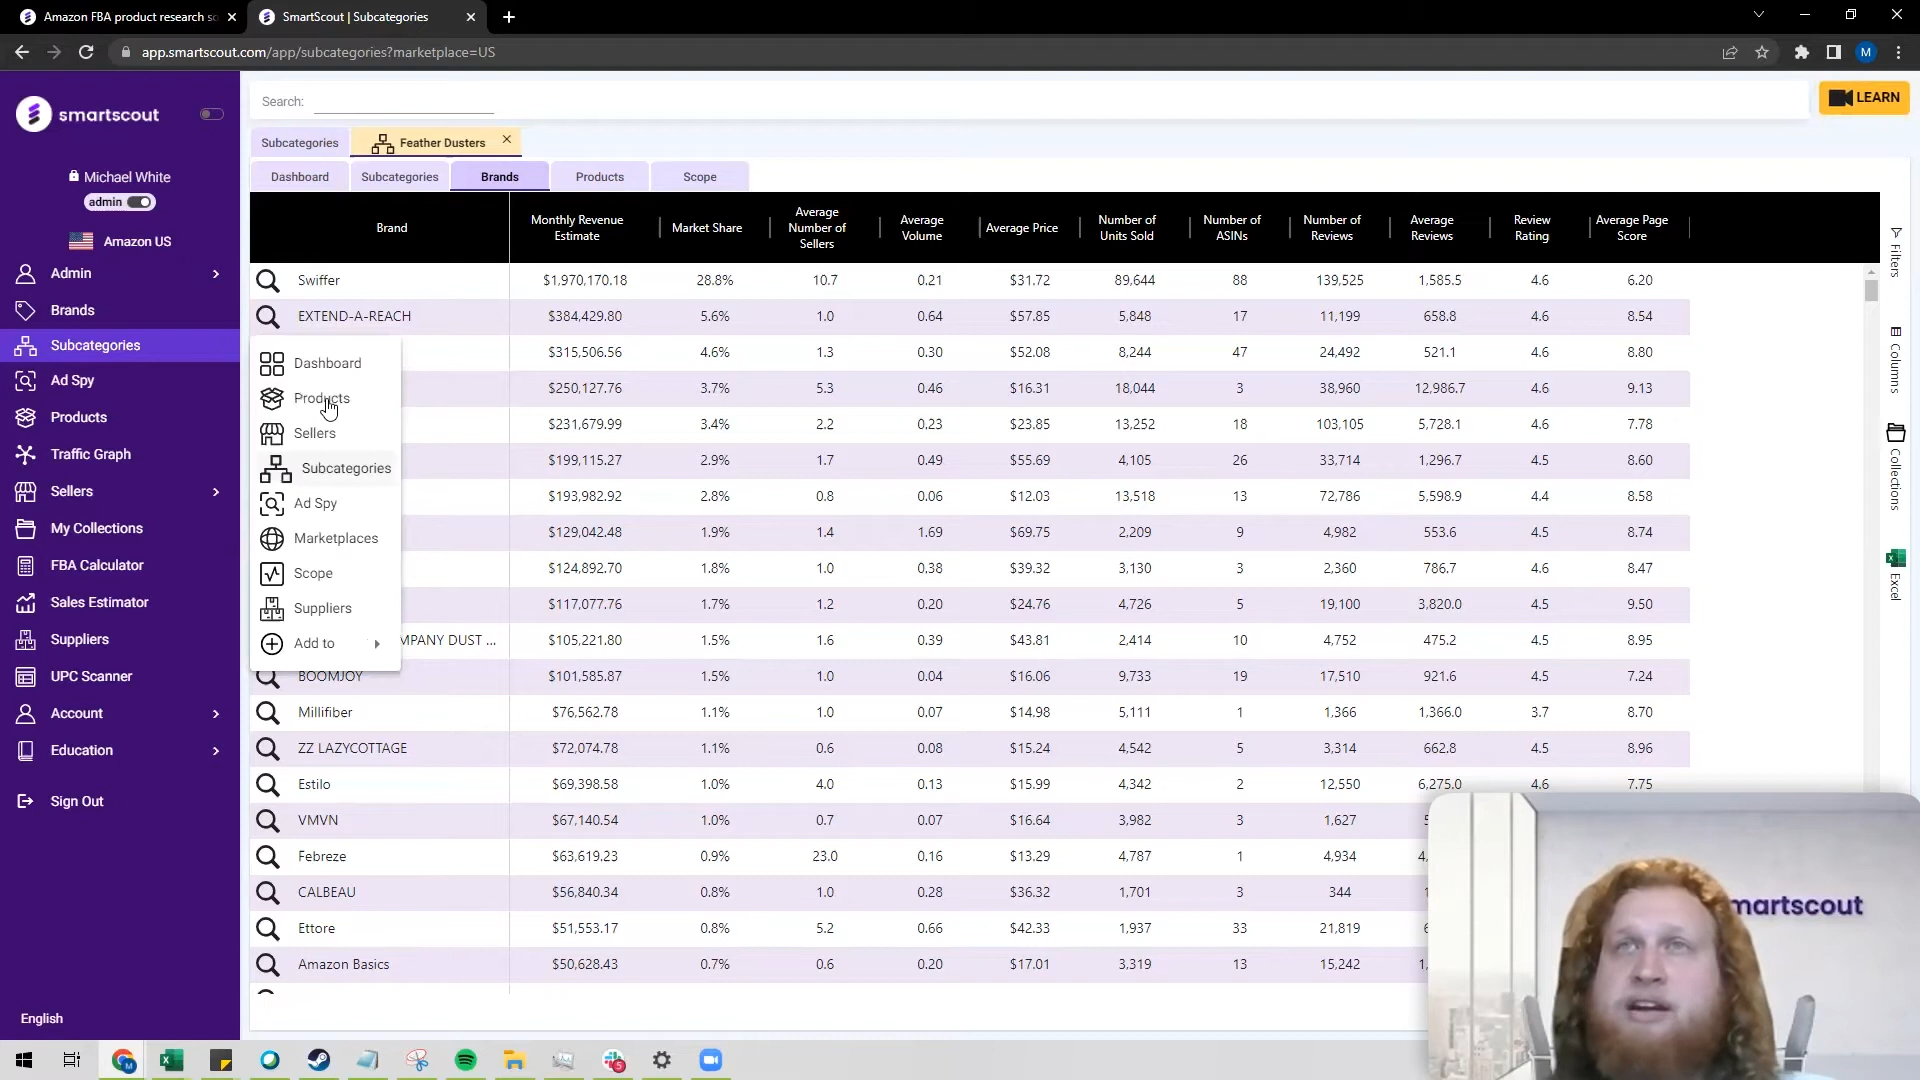 Amazon FBA product research so
SmartScout | Subcategories
app.smartscout.com/app/subcategories?marketplace=US
M
smartscout
Michael White
admin
Amazon US
Admin
Brands
Subcategories
Ad Spy
Products
Traffic Graph
Sellers
My Collections
FBA Calculator
Sales Estimator
Suppliers
UPC Scanner
Account
Education
Sign Out
English
Search:
LEARN
Subcategories Feather Dusters
Dashboard Subcategories Brands Products Scope
Brand Monthly Revenue Estimate Market Share Average Number of Sellers Average Volume Average Price Number of Units Sold Number of ASINs Number of Reviews Average Reviews Review Rating Average Page Score
Swiffer $1,970,170.18 28.8% 10.7 0.21 $31.72 89,644 88 139,525 1,585.5 4.6 6.20
EXTEND-A-REACH $384,429.80 5.6% 1.0 0.64 $57.85 5,848 17 11,199 658.8 4.6 8.54
$315,506.56 4.6% 1.3 0.30 $52.08 8,244 47 24,492 521.1 4.6 8.80
$250,127.76 3.7% 5.3 0.46 $16.31 18,044 3 38,960 12,986.7 4.6 9.13
$231,679.99 3.4% 2.2 0.23 $23.85 13,252 18 103,105 5,728.1 4.6 7.78
$199,115.27 2.9% 1.7 0.49 $55.69 4,105 26 33,714 1,296.7 4.5 8.60
$193,982.92 2.8% 0.8 0.06 $12.03 13,518 13 72,786 5,598.9 4.4 8.58
$129,042.48 1.9% 1.4 1.69 $69.75 2,209 9 4,982 553.6 4.5 8.74
$124,892.70 1.8% 1.0 0.38 $39.32 3,130 3 2,360 786.7 4.6 8.47
$117,077.76 1.7% 1.2 0.20 $24.76 4,726 5 19,100 3,820.0 4.5 9.50
MPANY DUST ... $105,221.80 1.5% 1.6 0.39 $43.81 2,414 10 4,752 475.2 4.5 8.95
BOOMJOY $101,585.87 1.5% 1.0 0.04 $16.06 9,733 19 17,510 921.6 4.5 7.24
Millifiber $76,562.78 1.1% 1.0 0.07 $14.98 5,111 1 1,366 1,366.0 3.7 8.70
ZZ LAZYCOTTAGE $72,074.78 1.1% 0.6 0.08 $15.24 4,542 5 3,314 662.8 4.5 8.96
Estilo $69,398.58 1.0% 4.0 0.13 $15.99 4,342 2 12,550 6,275.0 4.6 7.75
VMVN $67,140.54 1.0% 0.7 0.07 $16.64 3,982 3 1,627
Febreze $63,619.23 0.9% 23.0 0.16 $13.29 4,787 1 4,934 4,
CALBEAU $56,840.34 0.8% 1.0 0.28 $36.32 1,701 3 344
Ettore $51,553.17 0.8% 5.2 0.66 $42.33 1,937 33 21,819
Amazon Basics $50,628.43 0.7% 0.6 0.20 $17.01 3,319 13 15,242 1,
Dashboard
Products
Sellers
Subcategories
Ad Spy
Marketplaces
Scope
Suppliers
Add to
Filters
Columns
Collections
Excel
smartscout